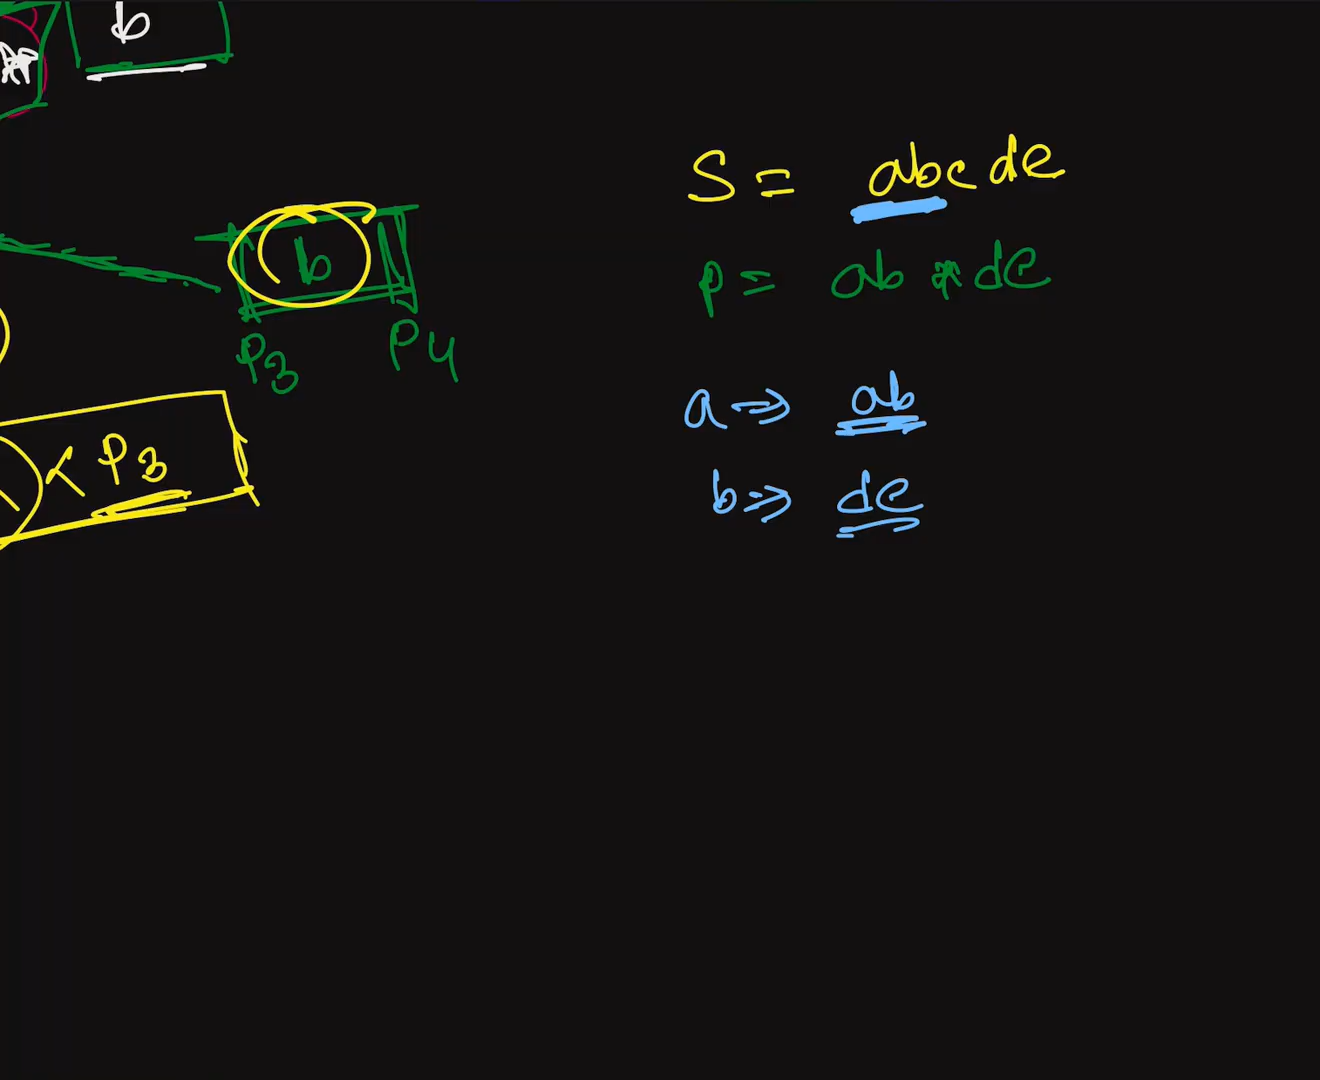 b
S = abcde
b
p = ab*de
P3 P4
a => ab
< P3
b => de